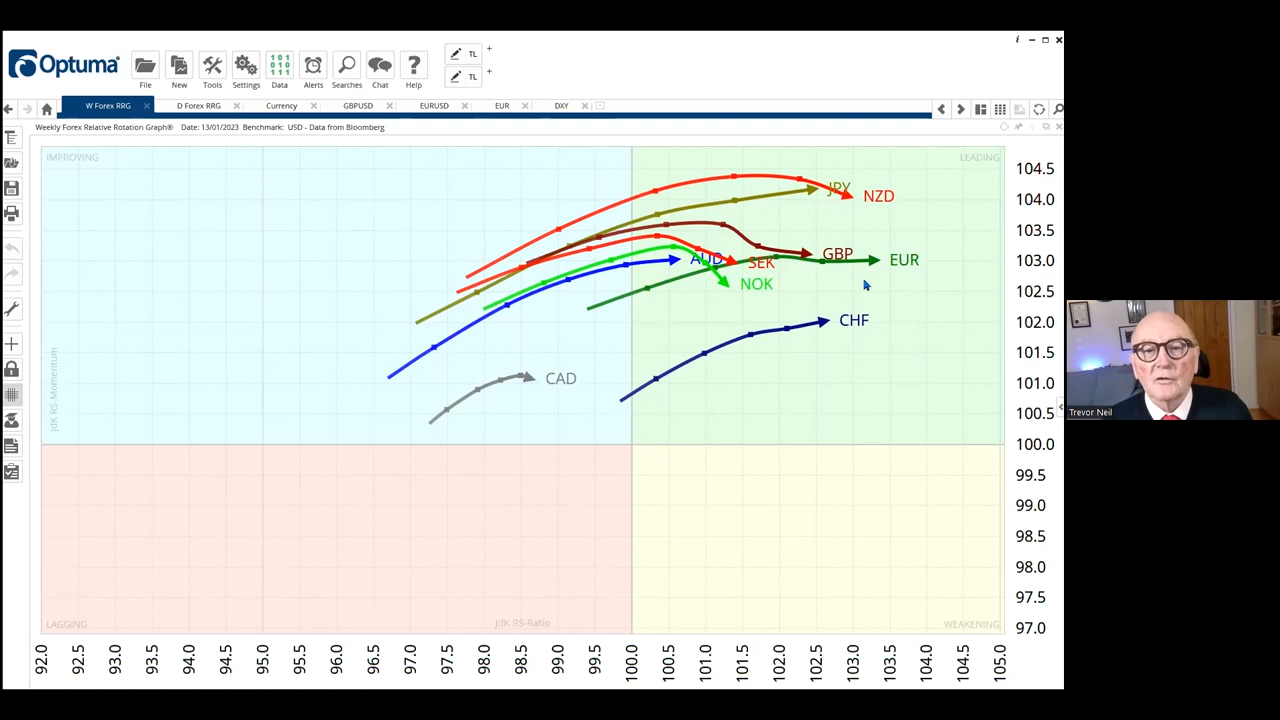 Optuma
File New Tools Settings Data Alerts Searches Chat Help
TL +
TL +
W Forex RRG D Forex RRG Currency GBPUSD EURUSD EUR DXY
Weekly Forex Relative Rotation Graph® Date: 13/01/2023 Benchmark: USD - Data from Bloomberg
IMPROVING
LEADING
104.5
JPY
NZD
104.0
103.5
GBP
AUD
SEK
EUR
103.0
NOK
102.5
CHF
102.0
101.5
CAD
101.0
JdK RS-Momentum
100.5
Trevor Neil
100.0
99.5
99.0
98.5
98.0
97.5
LAGGING
JdK RS-Ratio
WEAKENING
97.0
92.0 92.5 93.0 93.5 94.0 94.5 95.0 95.5 96.0 96.5 97.0 97.5 98.0 98.5 99.0 99.5 100.0 100.5 101.0 101.5 102.0 102.5 103.0 103.5 104.0 104.5 105.0